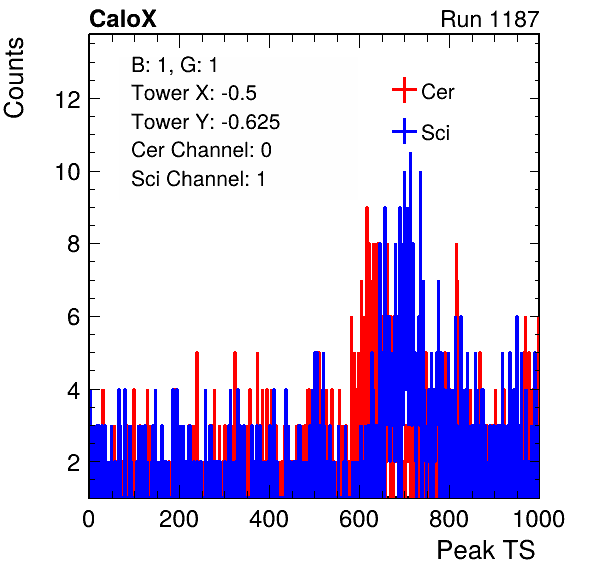 CaloX Run 1187
Counts
B: 1, G: 1
Tower X: -0.5
Tower Y: -0.625
Cer Channel: 0
Sci Channel: 1
Cer
Sci
12
10
8
6
4
2
0 200 400 600 800 1000
Peak TS